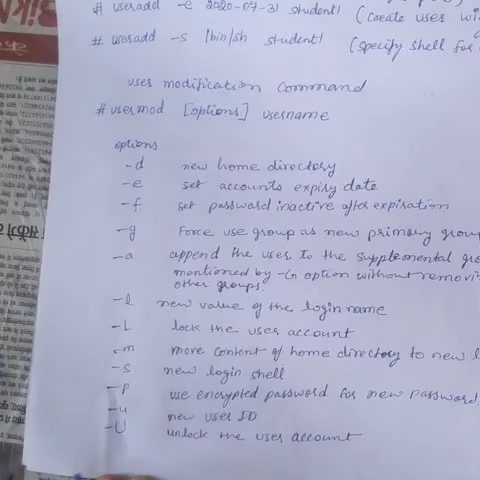 # useradd -e 2020-07-31 student1 (create user wi
# useradd -s /bin/sh student1 (specify shell for
user modification command
# usermod [options] username
options
-d new home directory
-e set accounts expiry date
-f set password inactive after expiration
-g force use group as new primary group
-a append the user to the supplemental gro
mentioned by -G option without removi
other groups.
-l new value of the login name
-L lock the user account
-m move content of home directory to new l
-s new login shell
-p use encrypted password for new password
-u new user ID
-U unlock the user account